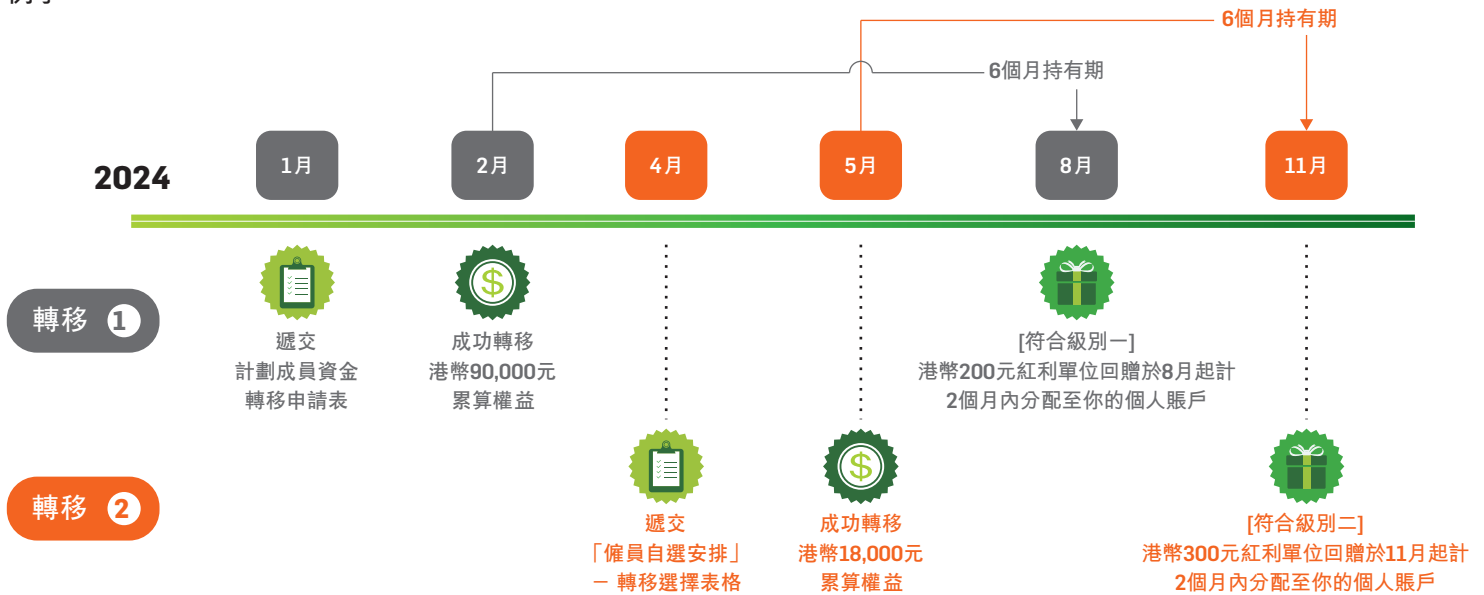 6個月持有期
6個月持有期
2024
1月
2月
4月
5月
8月
11月
轉移 1
遞交
計劃成員資金
轉移申請表
成功轉移
港幣90,000元
累算權益
[符合級別一]
港幣200元紅利單位回贈於8月起計
2個月內分配至你的個人賬戶
轉移 2
遞交
「僱員自選安排」
－ 轉移選擇表格
成功轉移
港幣18,000元
累算權益
[符合級別二]
港幣300元紅利單位回贈於11月起計
2個月內分配至你的個人賬戶